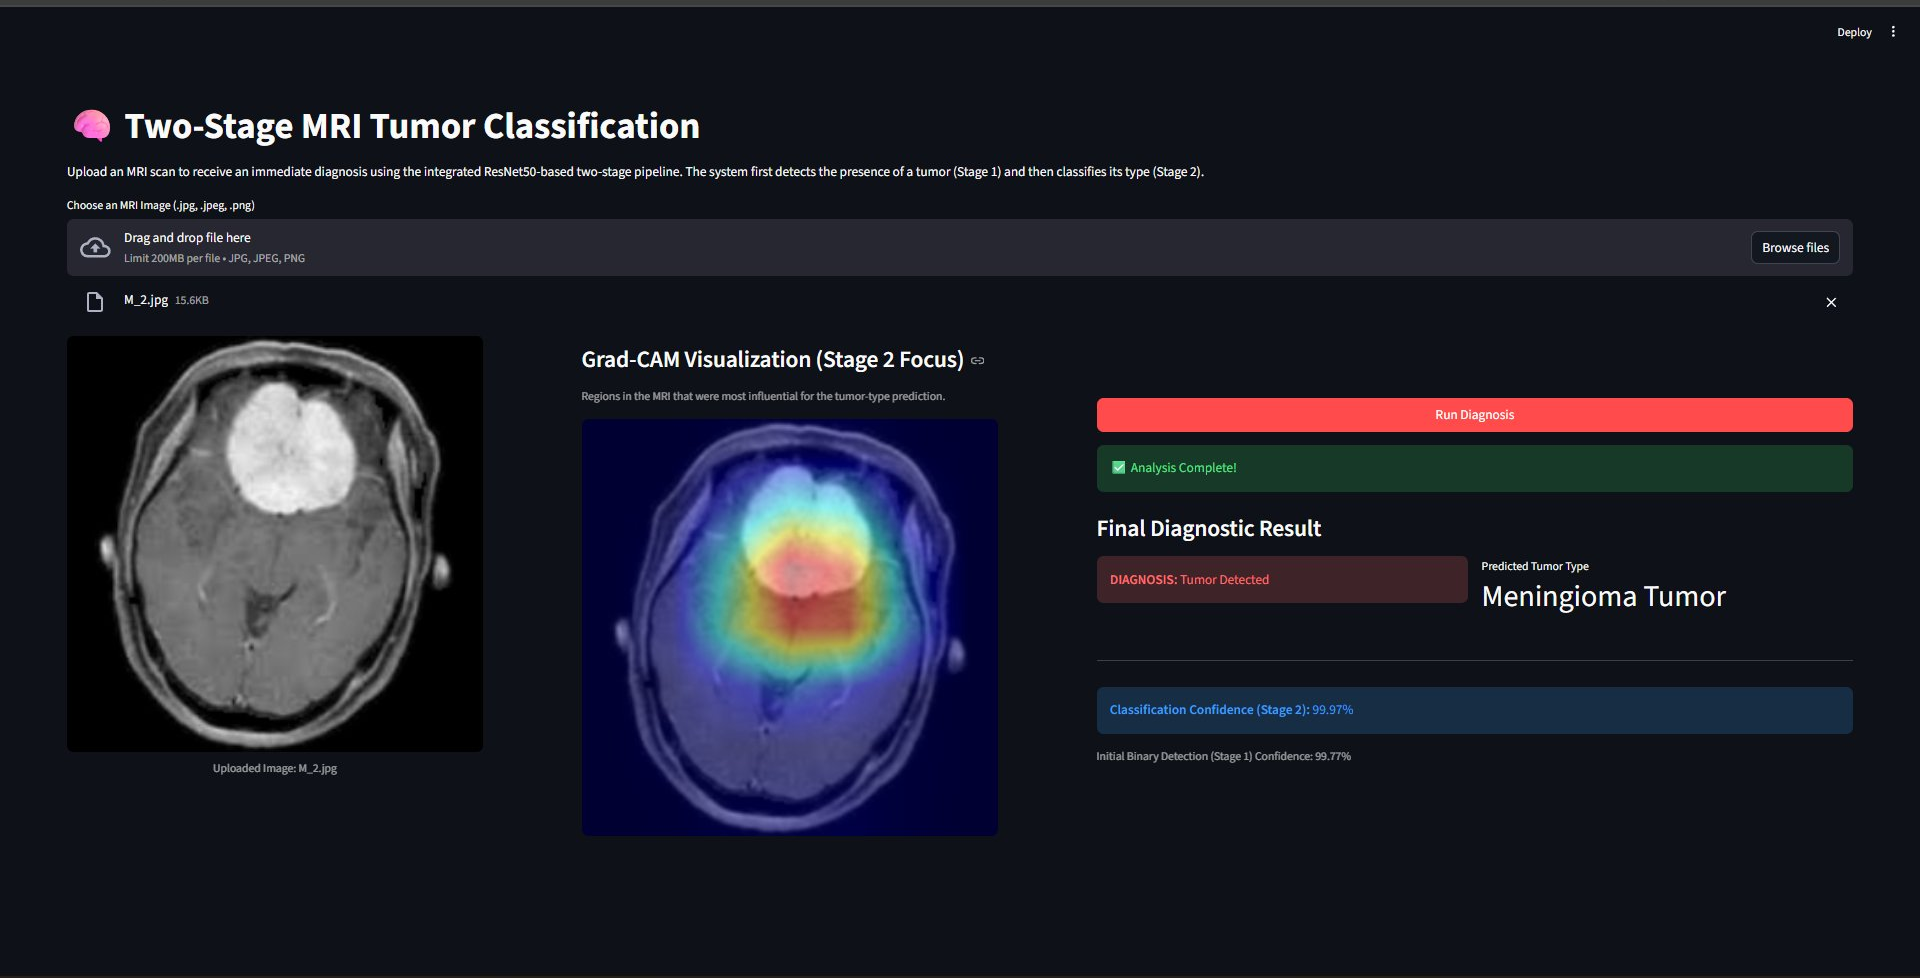 Deploy
Two-Stage MRI Tumor Classification
Upload an MRI scan to receive an immediate diagnosis using the integrated ResNet50-based two-stage pipeline. The system first detects the presence of a tumor (Stage 1) and then classifies its type (Stage 2).
Choose an MRI Image (.jpg, .jpeg, .png)
Drag and drop file here
Limit 200MB per file • JPG, JPEG, PNG
Browse files
M_2.jpg 15.6KB
Uploaded Image: M_2.jpg
Grad-CAM Visualization (Stage 2 Focus)
Regions in the MRI that were most influential for the tumor-type prediction.
Run Diagnosis
Analysis Complete!
Final Diagnostic Result
DIAGNOSIS: Tumor Detected
Predicted Tumor Type
Meningioma Tumor
Classification Confidence (Stage 2): 99.97%
Initial Binary Detection (Stage 1) Confidence: 99.77%